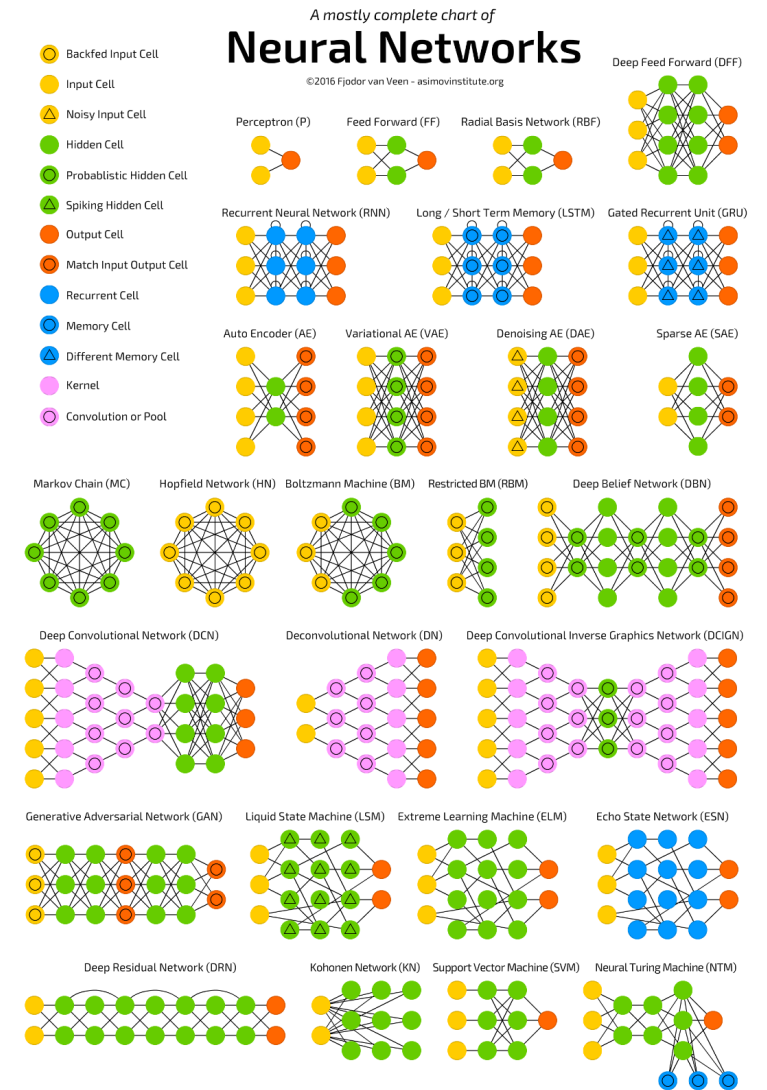 A mostly complete chart of
Neural Networks
©2016 Fjodor van Veen - asimovinstitute.org
Backfed Input Cell
Input Cell
Noisy Input Cell
Hidden Cell
Probablistic Hidden Cell
Spiking Hidden Cell
Output Cell
Match Input Output Cell
Recurrent Cell
Memory Cell
Different Memory Cell
Kernel
Convolution or Pool
Deep Feed Forward (DFF)
Perceptron (P)
Feed Forward (FF)
Radial Basis Network (RBF)
Recurrent Neural Network (RNN)
Long / Short Term Memory (LSTM)
Gated Recurrent Unit (GRU)
Auto Encoder (AE)
Variational AE (VAE)
Denoising AE (DAE)
Sparse AE (SAE)
Markov Chain (MC)
Hopfield Network (HN)
Boltzmann Machine (BM)
Restricted BM (RBM)
Deep Belief Network (DBN)
Deep Convolutional Network (DCN)
Deconvolutional Network (DN)
Deep Convolutional Inverse Graphics Network (DCIGN)
Generative Adversarial Network (GAN)
Liquid State Machine (LSM)
Extreme Learning Machine (ELM)
Echo State Network (ESN)
Deep Residual Network (DRN)
Kohonen Network (KN)
Support Vector Machine (SVM)
Neural Turing Machine (NTM)